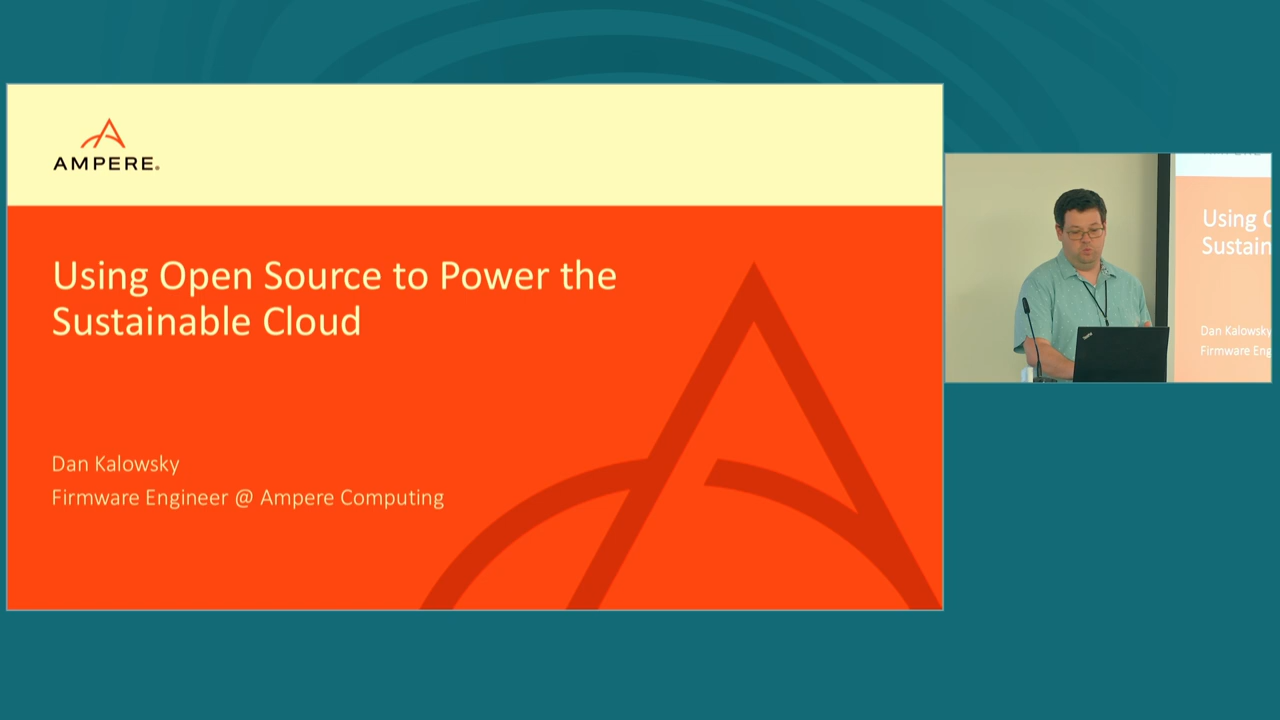 AMPERE®
Using Open Source to Power the
Sustainable Cloud
Dan Kalowsky
Firmware Engineer @ Ampere Computing
Using
Sustain
Dan Kalowsky
Firmware Eng